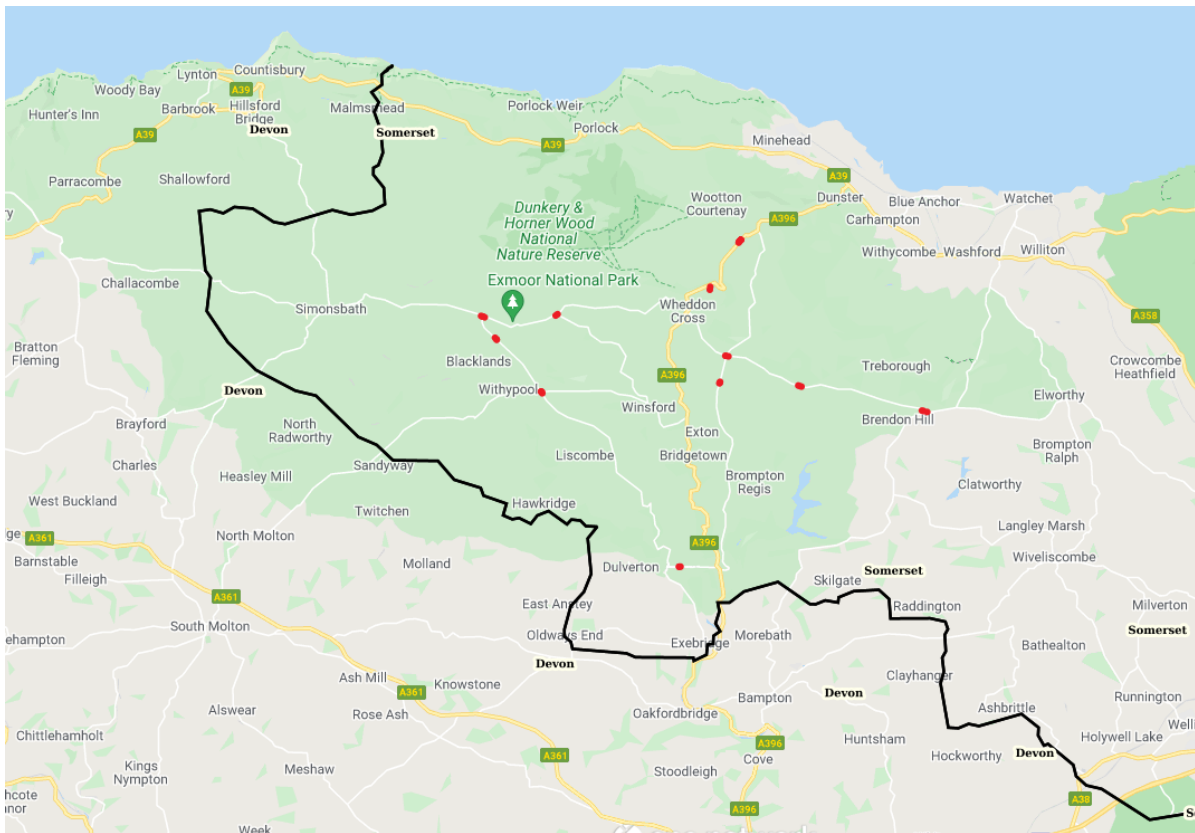 Lynton
Countisbury
A39
Woody Bay
Hillsford
Bridge
Barbrook
Malmsmead
Hunter's Inn
Devon
Somerset
A39
Porlock Weir
Porlock
A39
Minehead
Parracombe
Shallowford
A39
Dunster
Wootton
Courtenay
A396
Carhampton
Blue Anchor
Watchet
Dunkery &
Horner Wood
National
Nature Reserve
Withycombe
Washford
Williton
Challacombe
Exmoor National Park
Simonsbath
Wheddon
Cross
A358
Bratton
Fleming
Blacklands
Treborough
Crowcombe
Heathfield
Devon
Withypool
A396
Winsford
Elworthy
Brayford
North
Radworthy
Exton
Brendon Hill
Charles
Sandyway
Liscombe
Bridgetown
Brompton
Ralph
Heasley Mill
Brompton
Regis
Clatworthy
West Buckland
Twitchen
Hawkridge
Langley Marsh
A361
North Molton
A396
Wiveliscombe
Barnstable
Filleigh
Molland
Dulverton
Skilgate
Somerset
A361
East Anstey
Raddington
Milverton
South Molton
Oldways End
Exebridge
Morebath
Somerset
Bathealton
Devon
Ash Mill
Knowstone
A361
Clayhanger
Bampton
Devon
Runnington
Alswear
Rose Ash
Oakfordbridge
Ashbrittle
Chittlehamholt
A396
Cove
Huntsham
Holywell Lake
Hockworthy
Devon
A361
Kings
Nympton
Meshaw
Stoodleigh
A38
A396
Week